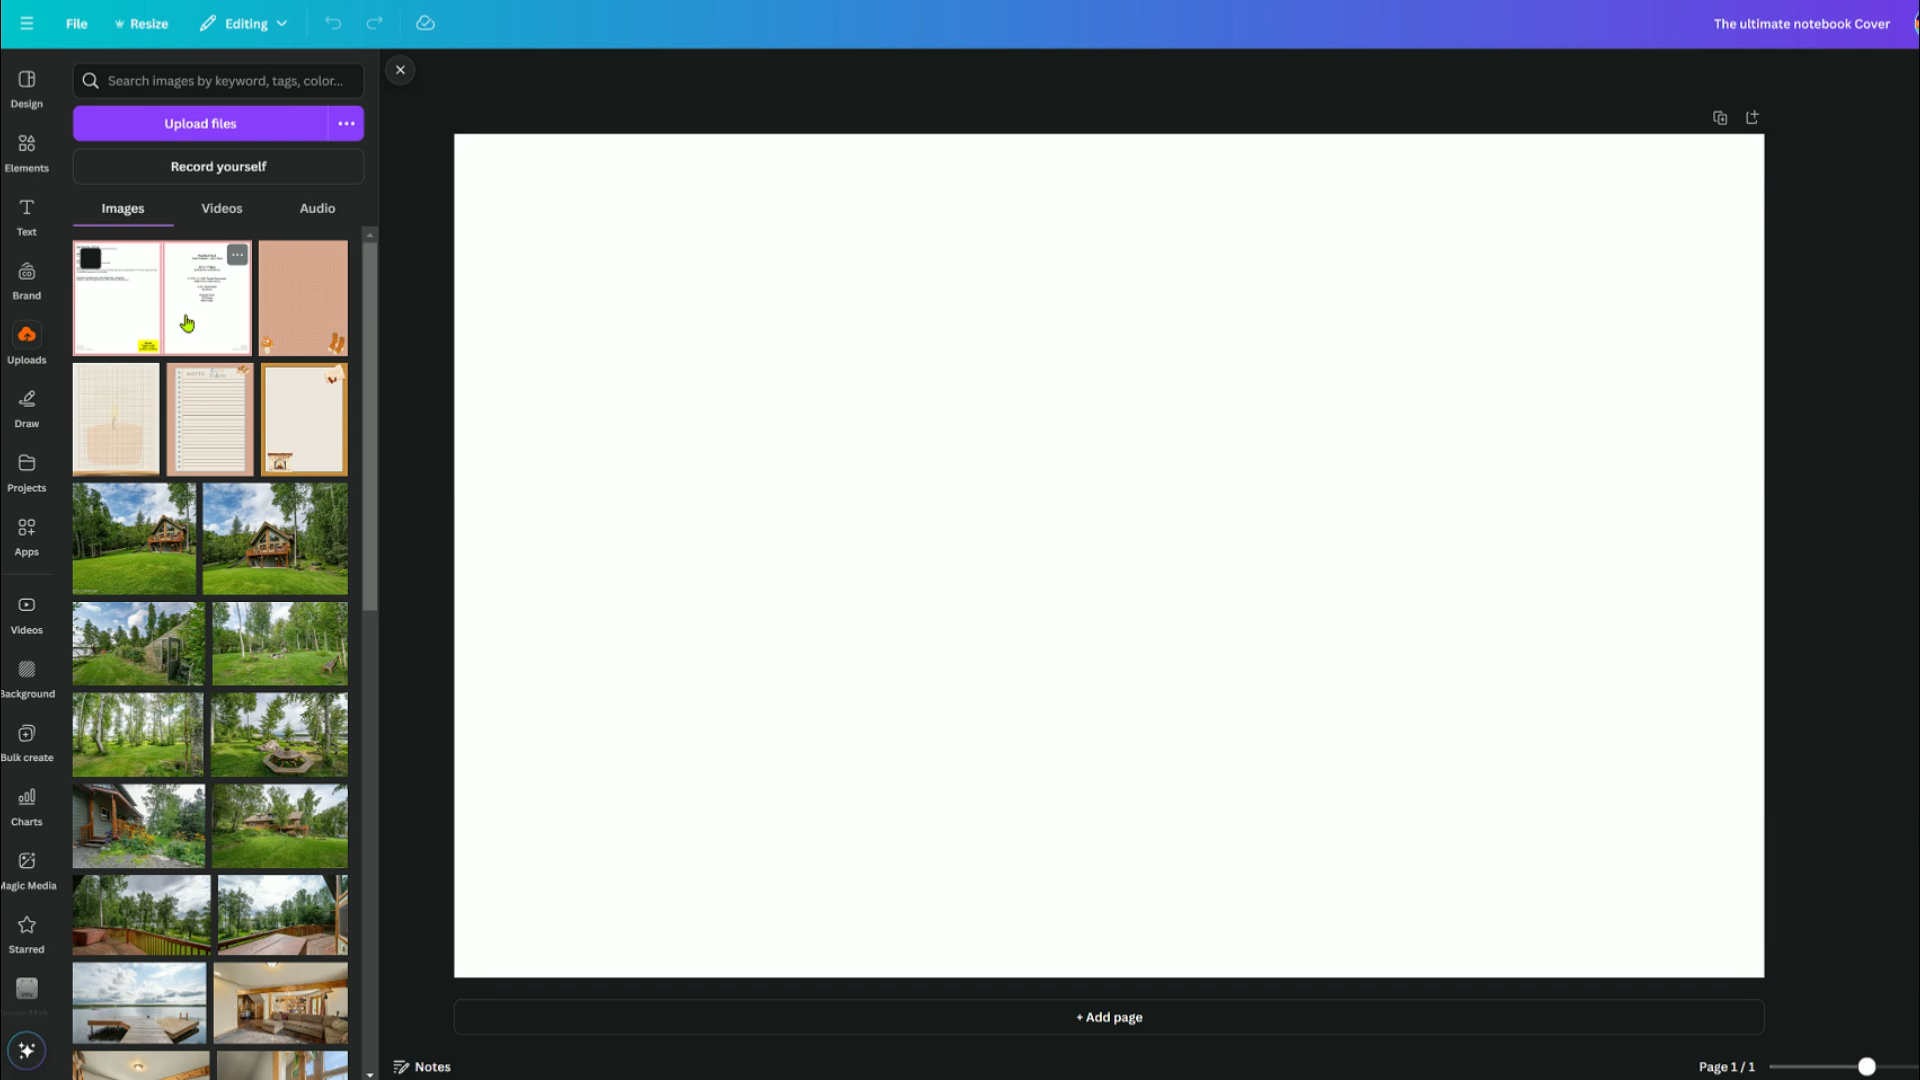 File
Resize
Editing
The ultimate notebook Cover
Search images by keyword, tags, color...
Upload files
Record yourself
Images
Videos
Audio
Design
Elements
Text
Brand
Uploads
Draw
Projects
Apps
Videos
Background
Bulk create
Charts
Magic Media
Starred
NOTES
+ Add page
Notes
Page 1 / 1